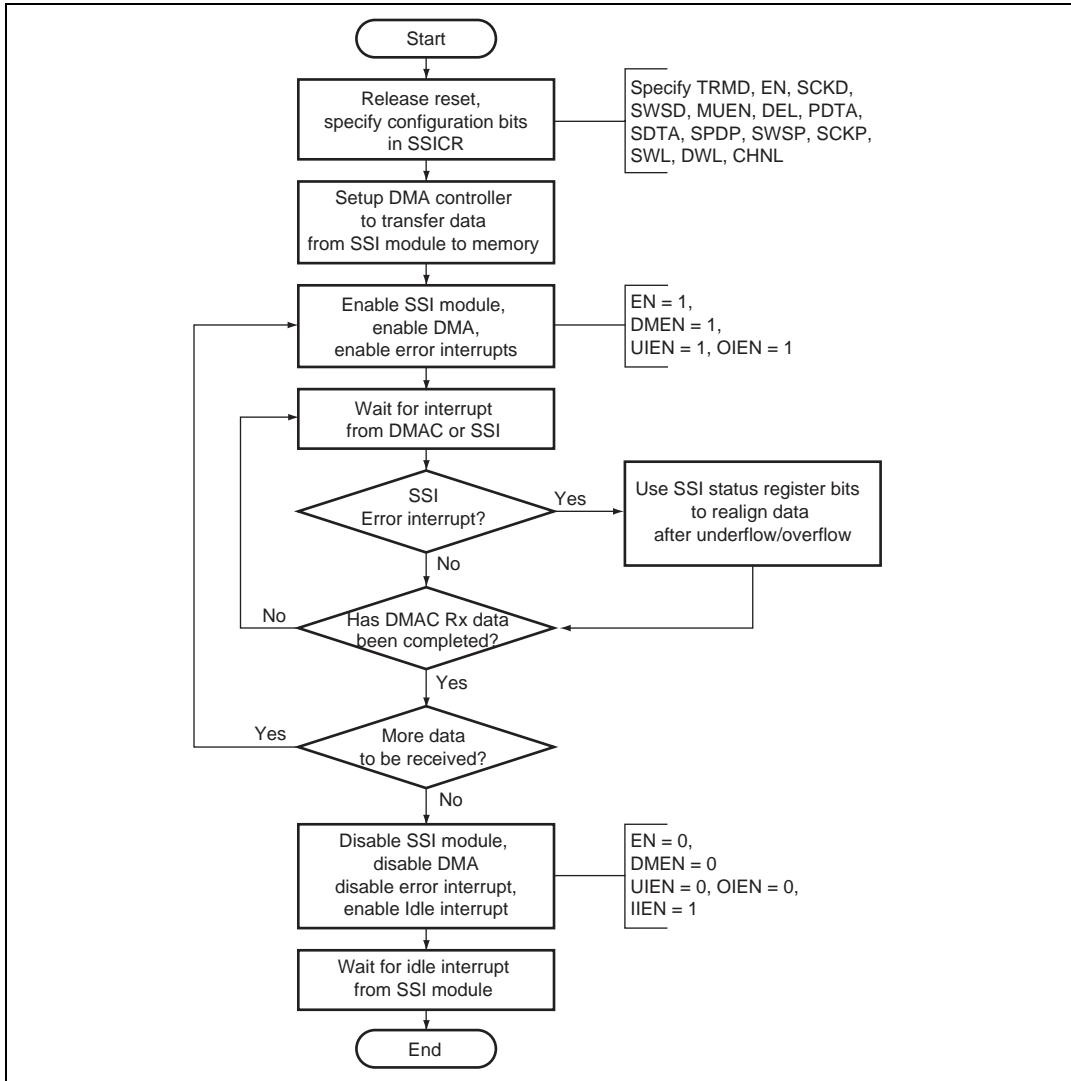 Start
Release reset,
specify configuration bits
in SSICR
Specify TRMD, EN, SCKD,
SWSD, MUEN, DEL, PDTA,
SDTA, SPDP, SWSP, SCKP,
SWL, DWL, CHNL
Setup DMA controller
to transfer data
from SSI module to memory
Enable SSI module,
enable DMA,
enable error interrupts
EN = 1,
DMEN = 1,
UIEN = 1, OIEN = 1
Wait for interrupt
from DMAC or SSI
SSI
Error interrupt?
Yes
Use SSI status register bits
to realign data
after underflow/overflow
No
Has DMAC Rx data
been completed?
No
Yes
More data
to be received?
Yes
No
Disable SSI module,
disable DMA
disable error interrupt,
enable Idle interrupt
EN = 0,
DMEN = 0
UIEN = 0, OIEN = 0,
IIEN = 1
Wait for idle interrupt
from SSI module
End